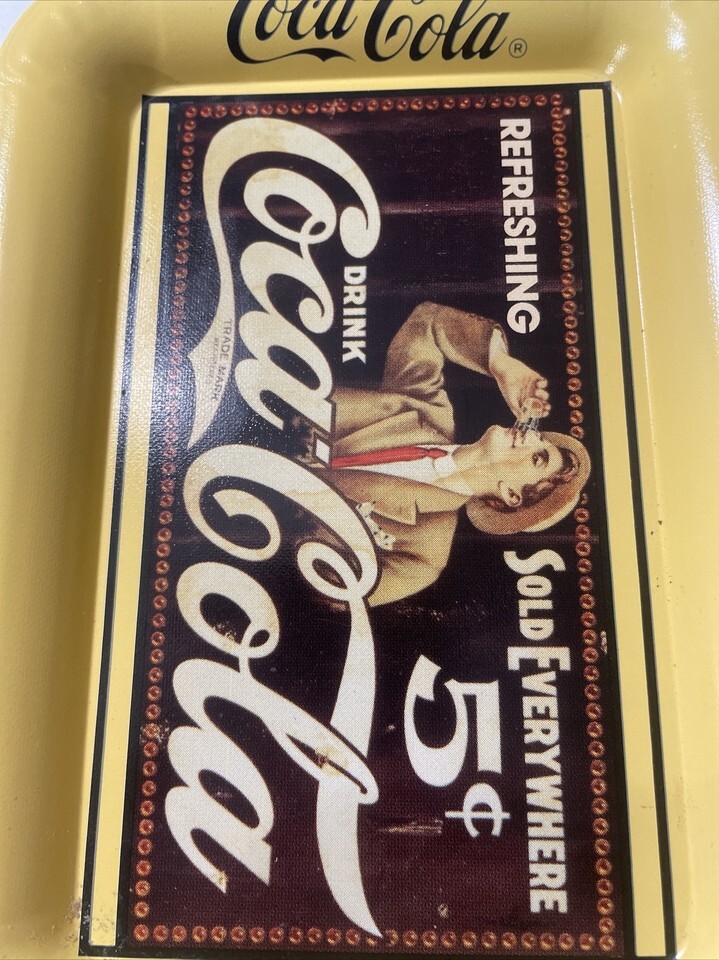 Coca-Cola ®
REFRESHING
SOLD EVERYWHERE
5¢
DRINK
Coca-Cola
TRADE MARK